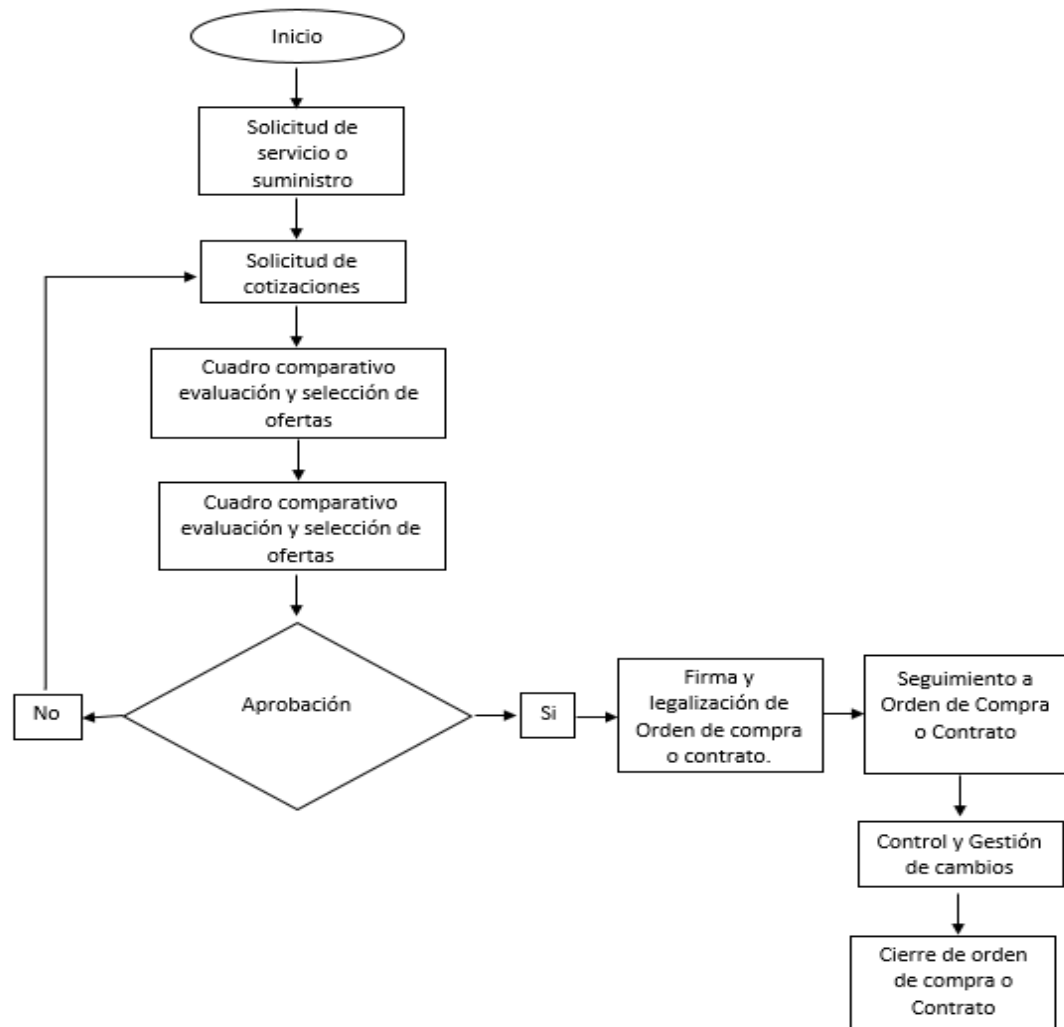 Inicio
Solicitud de
servicio o
suministro
Solicitud de
cotizaciones
Cuadro comparativo
evaluación y selección de
ofertas
Cuadro comparativo
evaluación y selección de
ofertas
Aprobación
No
Si
Firma y
legalización de
Orden de compra
o contrato.
Seguimiento a
Orden de Compra
o Contrato
Control y Gestión
de cambios
Cierre de orden
de compra o
Contrato